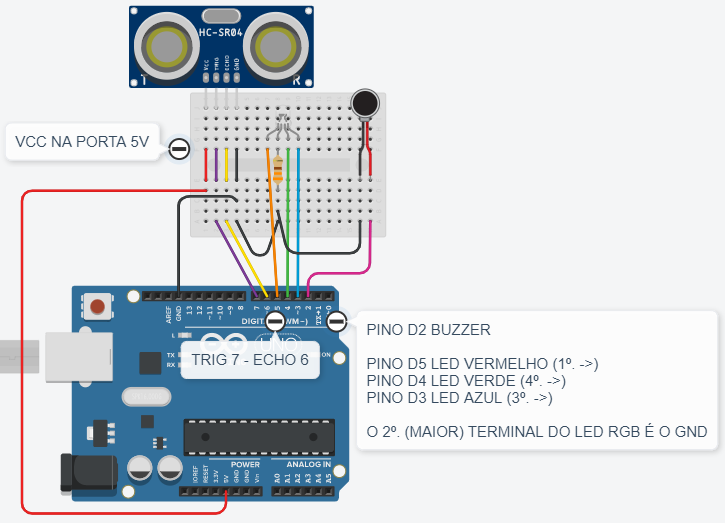 HC-SR04
VCC
TRIG
ECHO
GND
T
R
VCC NA PORTA 5V
AREF
GND
13
12
~11
~10
~9
8
7
~6
~5
4
~3
2
TX→1
DIGITAL (PWM~)
L
TX
RX
UNO
ON
TRIG 7 - ECHO 6
PINO D2 BUZZER
PINO D5 LED VERMELHO (1º. ->)
PINO D4 LED VERDE (4º. ->)
PINO D3 LED AZUL (3º. ->)
O 2º. (MAIOR) TERMINAL DO LED RGB É O GND
POWER
ANALOG IN
IOREF
RESET
3.3V
5V
GND
GND
Vin
A0
A1
A2
A3
A4
A5